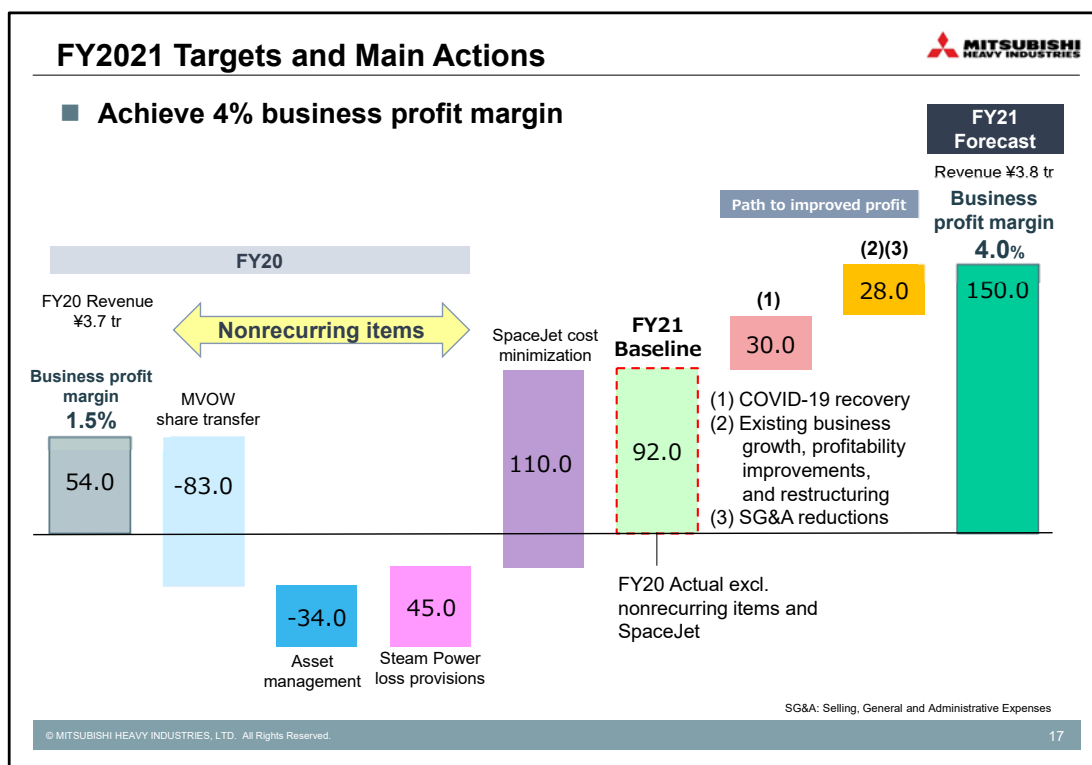 FY2021 Targets and Main Actions
MITSUBISHI
HEAVY INDUSTRIES
Achieve 4% business profit margin
FY21
Forecast
Revenue ¥3.8 tr
Path to improved profit
Business
profit margin
4.0%
FY20
(2)(3)
FY20 Revenue
¥3.7 tr
Nonrecurring items
28.0
150.0
(1)
SpaceJet cost
minimization
FY21
Baseline
30.0
Business profit
margin
1.5%
MVOW
share transfer
54.0
-83.0
110.0
92.0
(1) COVID-19 recovery
(2) Existing business
growth, profitability
improvements,
and restructuring
(3) SG&A reductions
-34.0
45.0
FY20 Actual excl.
nonrecurring items and
SpaceJet
Asset
management
Steam Power
loss provisions
SG&A: Selling, General and Administrative Expenses
© MITSUBISHI HEAVY INDUSTRIES, LTD. All Rights Reserved.
17